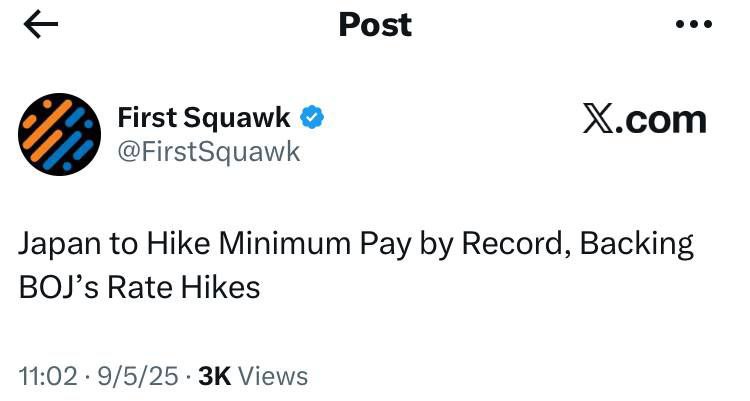 Post
First Squawk
@FirstSquawk
X.com
Japan to Hike Minimum Pay by Record, Backing
BOJ’s Rate Hikes
11:02 · 9/5/25 · 3K Views